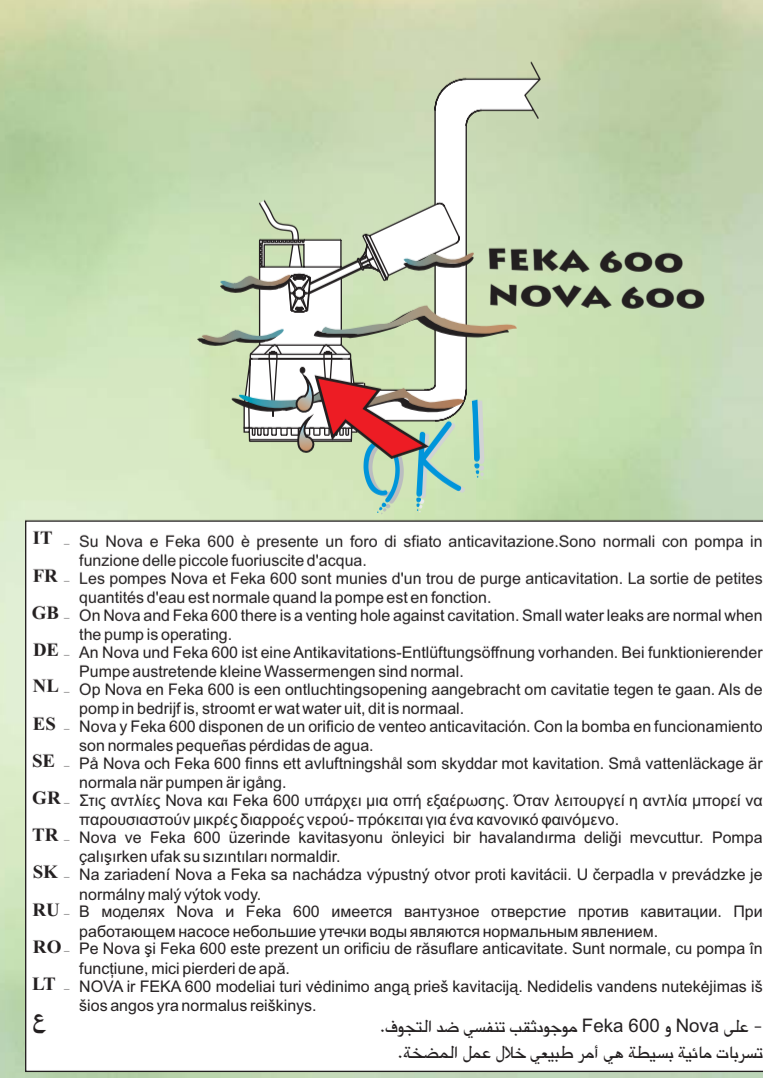 FEKA 600
NOVA 600
OK!
IT – Su Nova e Feka 600 è presente un foro di sfiato anticavitazione.Sono normali con pompa in
funzione delle piccole fuoriuscite d'acqua.
FR – Les pompes Nova et Feka 600 sont munies d'un trou de purge anticavitation. La sortie de petites
quantités d'eau est normale quand la pompe est en fonction.
GB – On Nova and Feka 600 there is a venting hole against cavitation. Small water leaks are normal when
the pump is operating.
DE – An Nova und Feka 600 ist eine Antikavitations-Entlüftungsöffnung vorhanden. Bei funktionierender
Pumpe austretende kleine Wassermengen sind normal.
NL – Op Nova en Feka 600 is een ontluchtingsopening aangebracht om cavitatie tegen te gaan. Als de
pomp in bedrijf is, stroomt er wat water uit, dit is normaal.
ES – Nova y Feka 600 disponen de un orificio de venteo anticavitación. Con la bomba en funcionamiento
son normales pequeñas pérdidas de agua.
SE – På Nova och Feka 600 finns ett avluftningshål som skyddar mot kavitation. Små vattenläckage är
normala när pumpen är igång.
GR – Στις αντλίες Nova και Feka 600 υπάρχει μια οπή εξαέρωσης. Όταν λειτουργεί η αντλία μπορεί να
παρουσιαστούν μικρές διαρροές νερού- πρόκειται για ένα κανονικό φαινόμενο.
TR – Nova ve Feka 600 üzerinde kavitasyonu önleyici bir havalandırma deliği mevcuttur. Pompa
çalışırken ufak su sızıntıları normaldir.
SK – Na zariadení Nova a Feka sa nachádza výpustný otvor proti kavitácii. U čerpadla v prevádzke je
normálny malý výtok vody.
RU – В моделях Nova и Feka 600 имеется вантузное отверстие против кавитации. При
работающем насосе небольшие утечки воды являются нормальным явлением.
RO – Pe Nova şi Feka 600 este prezent un orificiu de răsuflare anticavitate. Sunt normale, cu pompa în
funcţiune, mici pierderi de apă.
LT – NOVA ir FEKA 600 modeliai turi vėdinimo angą prieš kavitaciją. Nedidelis vandens nutekėjimas iš
šios angos yra normalus reiškinys.
ع – على Nova و Feka 600 موجودثقب تنفسي ضد التجوف.
تسربات مائية بسيطة هي أمر طبيعي خلال عمل المضخة.